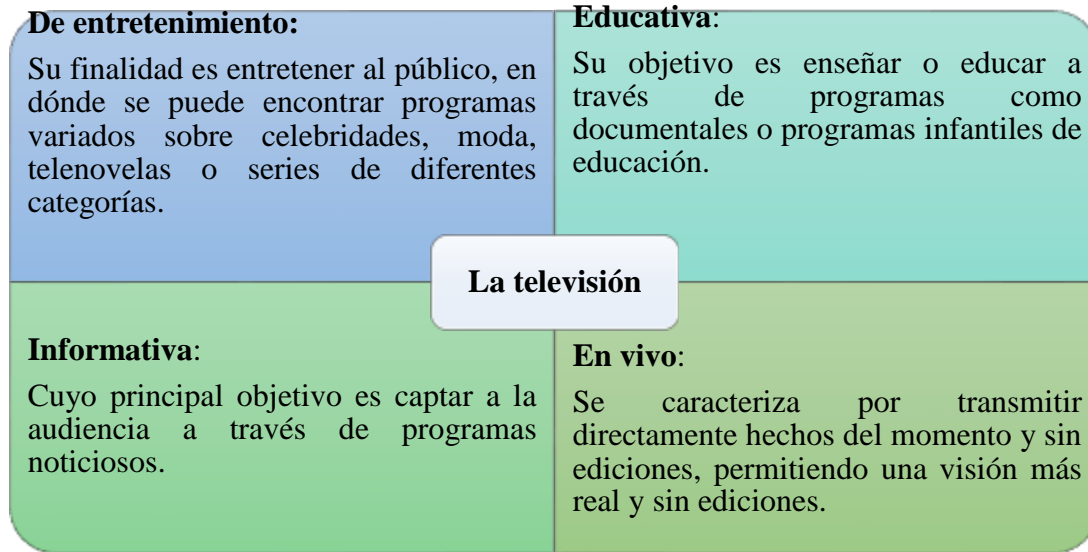 De entretenimiento:
Su finalidad es entretener al público, en
dónde se puede encontrar programas
variados sobre celebridades, moda,
telenovelas o series de diferentes
categorías.
Educativa:
Su objetivo es enseñar o educar a
través de programas como
documentales o programas infantiles de
educación.
La televisión
Informativa:
Cuyo principal objetivo es captar a la
audiencia a través de programas
noticiosos.
En vivo:
Se caracteriza por transmitir
directamente hechos del momento y sin
ediciones, permitiendo una visión más
real y sin ediciones.